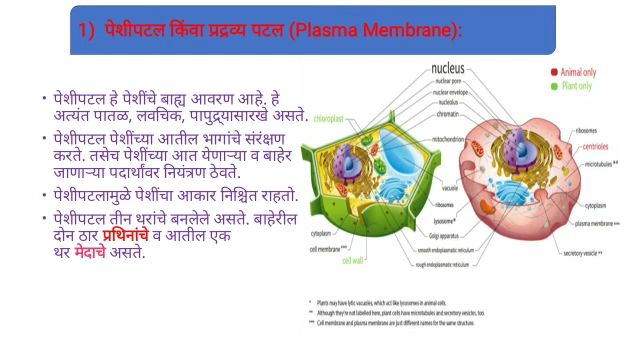 1) पेशीपटल किंवा प्रद्रव्य पटल (Plasma Membrane):
• पेशीपटल हे पेशींचे बाह्य आवरण आहे. हे
अत्यंत पातळ, लवचिक, पापुद्र्यासारखे असते.
• पेशीपटल पेशींच्या आतील भागांचे संरंक्षण
करते. तसेच पेशींच्या आत येणाऱ्या व बाहेर
जाणाऱ्या पदार्थांवर नियंत्रण ठेवते.
• पेशीपटलामुळे पेशींचा आकार निश्चित राहतो.
• पेशीपटल तीन थरांचे बनलेले असते. बाहेरील
दोन ठार प्रथिनांचे व आतील एक
थर मेदाचे असते.
nucleus
nuclear pore
nuclear envelope
nucleolus
chromatin
mitochondrion
vacuole
ribosomes
lysosome*
Golgi apparatus
smooth endoplasmic reticulum
rough endoplasmic reticulum
chloroplast
cytoplasm
cell membrane***
cell wall
Animal only
Plant only
ribosomes
centrioles
microtubules**
cytoplasm
plasma membrane***
secretory vesicle **
* Plants may have lytic vacuoles, which act like lysosomes in animal cells.
** Although they're not labelled here, plant cells have microtubules and secretory vesicles, too.
*** Cell membrane and plasma membrane are just different names for the same structure.